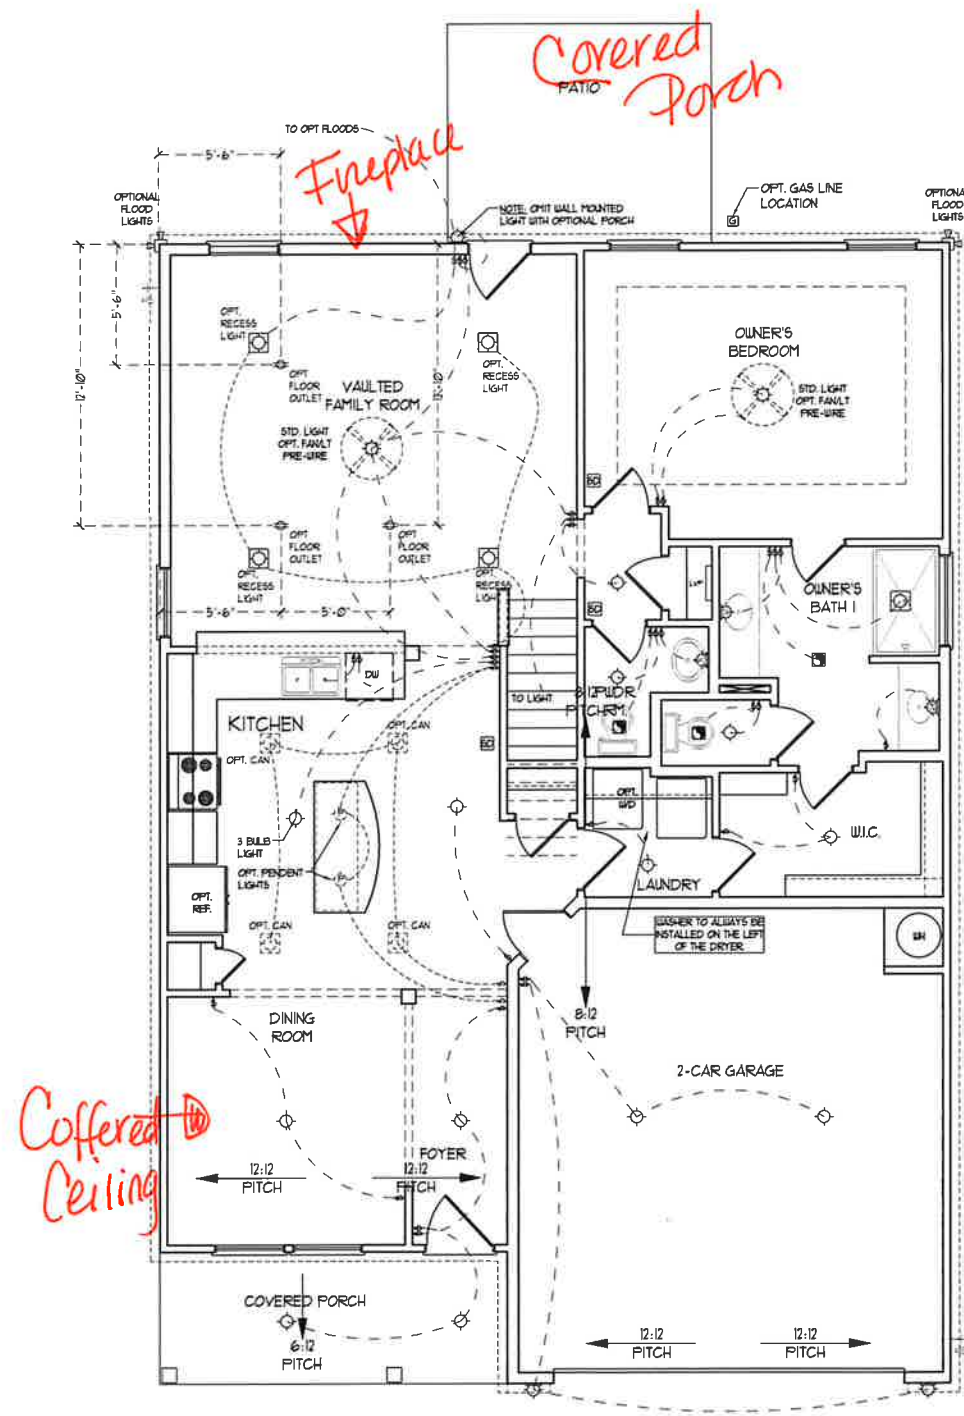 Covered
Porch
PATIO
TO OPT FLOODS
Fireplace
5'-6"
OPTIONAL
FLOOD
LIGHTS
NOTE: OMIT WALL MOUNTED
LIGHT WITH OPTIONAL PORCH
OPT. GAS LINE
LOCATION
G
OPTIONA
FLOOD
LIGHTS
5'-6"
12'-10"
OPT.
RECESS
LIGHT
OPT.
RECESS
LIGHT
OPT
FLOOR
OUTLET
VAULTED
FAMILY ROOM
STD. LIGHT
OPT. FAN/LT
PRE-WIRE
OWNER'S
BEDROOM
STD. LIGHT
OPT. FAN/LT
PRE-WIRE
OPT
FLOOR
OUTLET
OPT
FLOOR
OUTLET
OPT.
RECESS
LIGHT
OPT.
RECESS
LIGHT
5'-6"
5'-0"
OWNER'S
BATH 1
DW
TO LIGHT
8:12
PITCH
PWDR
RM.
KITCHEN
OPT. CAN
OPT. CAN
3 BULB
LIGHT
OPT. PENDENT
LIGHTS
OPT.
W/D
W.I.C.
LAUNDRY
OPT.
REF.
OPT. CAN
OPT. CAN
WASHER TO ALWAYS BE
INSTALLED ON THE LEFT
OF THE DRYER
WH
DINING
ROOM
8:12
PITCH
2-CAR GARAGE
Coffered
Ceiling
FOYER
12:12
PITCH
12:12
PITCH
COVERED PORCH
6:12
PITCH
12:12
PITCH
12:12
PITCH